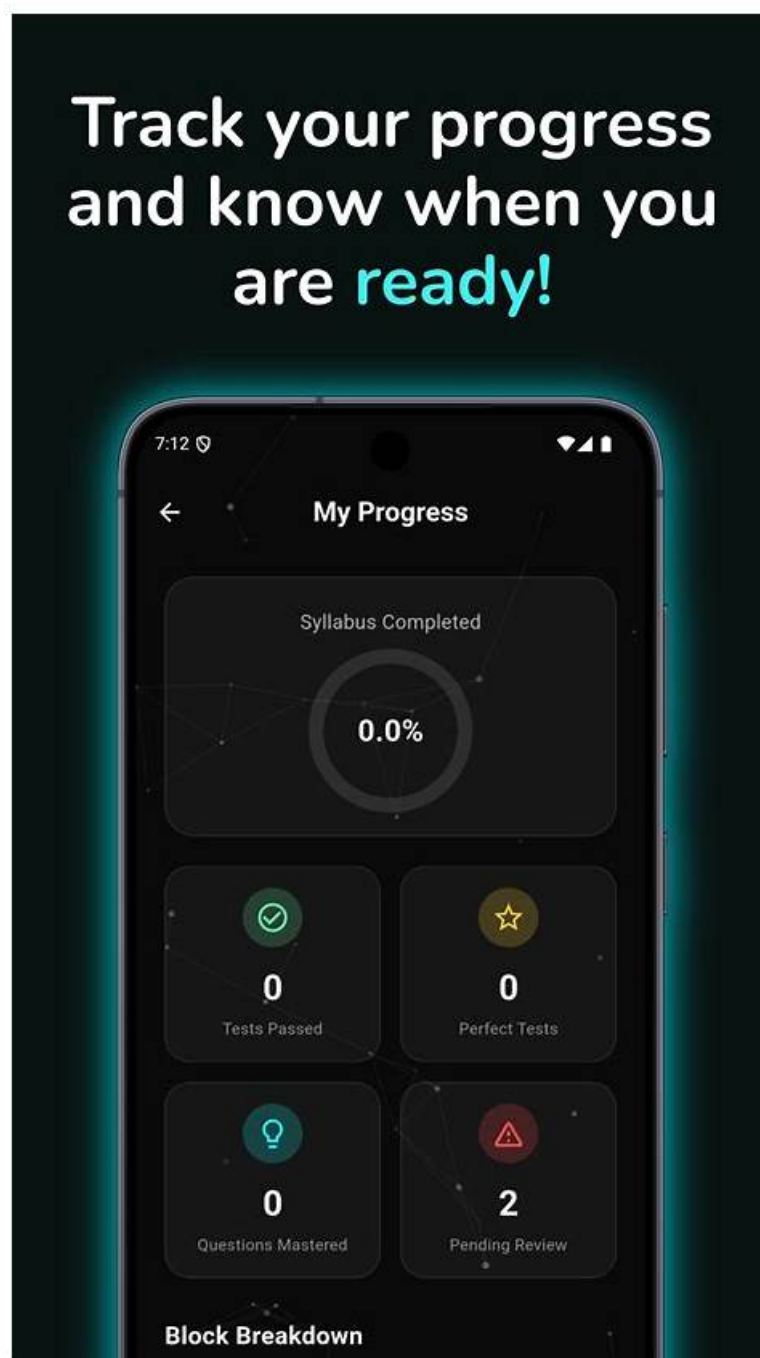 Track your progress
and know when you
are ready!
7:12
My Progress
Syllabus Completed
0.0%
0
Tests Passed
0
Perfect Tests
0
Questions Mastered
2
Pending Review
Block Breakdown